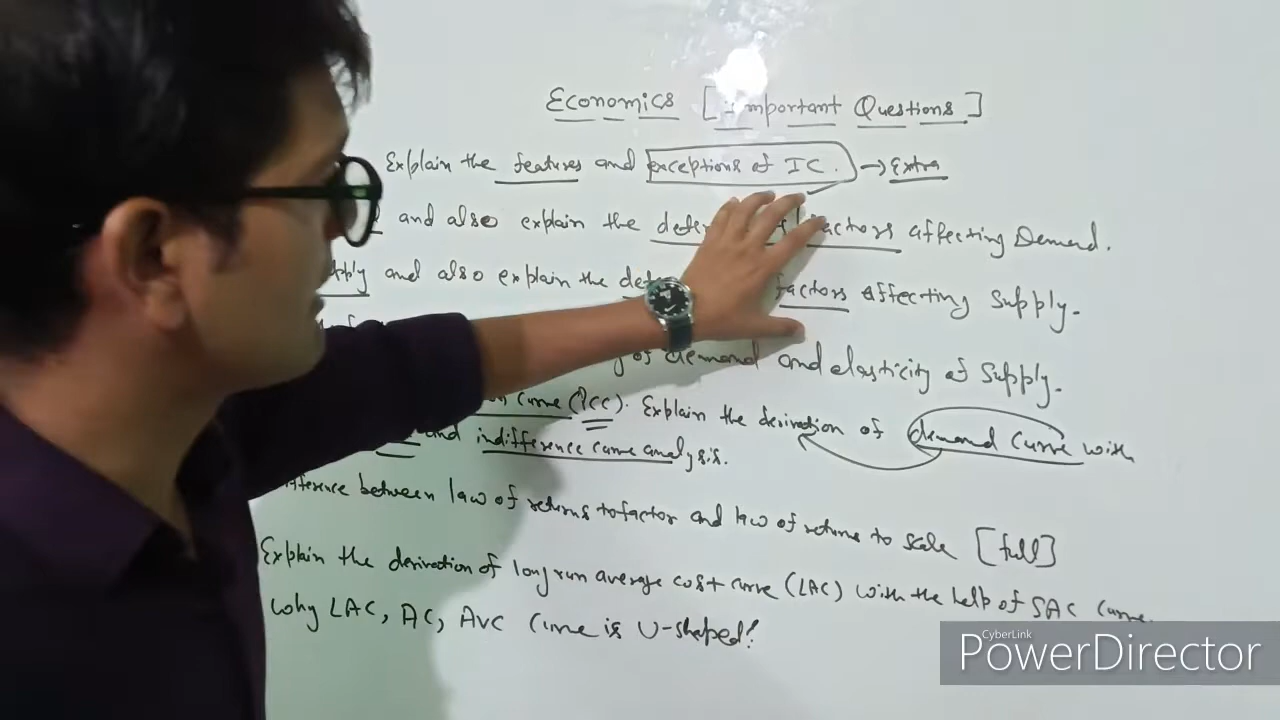 Economics [Important Questions]
Explain the features and exceptions of IC. → Extra
and also explain the factors affecting Demand.
and also explain the factors affecting Supply.
of demand and elasticity of Supply.
curve (PCC). Explain the derivation of demand curve with
and indifference curve analysis.
between law of returns to factor and law of returns to scale [full]
Explain the derivation of long run average cost curve (LAC) with the help of SAC curve.
Why LAC, AC, AVC Curve is U-shaped?
CyberLink
PowerDirector